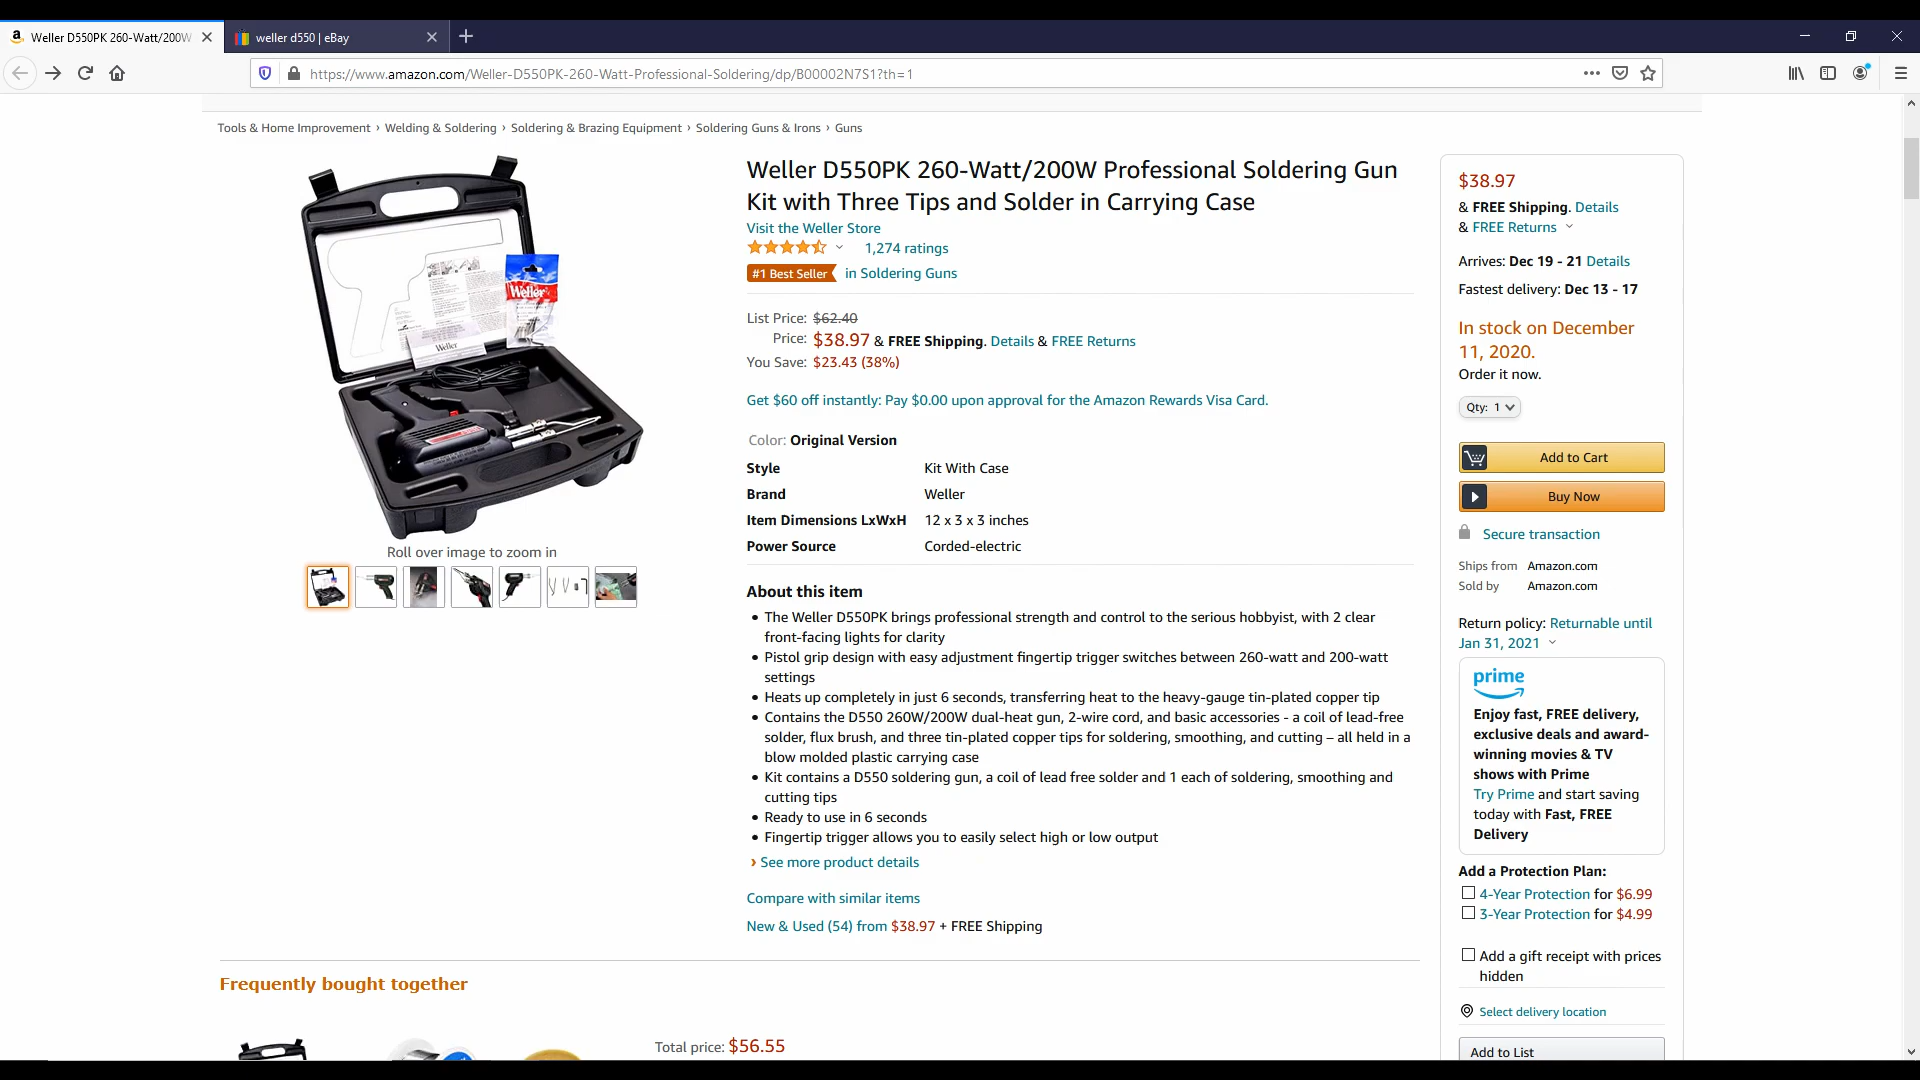 Weller D550PK 260-Watt/200W
weller d550 | eBay
https://www.amazon.com/Weller-D550PK-260-Watt-Professional-Soldering/dp/B00002N7S1?th=1
Tools & Home Improvement › Welding & Soldering › Soldering & Brazing Equipment › Soldering Guns & Irons › Guns
Weller
Weller
Roll over image to zoom in
Weller D550PK 260-Watt/200W Professional Soldering Gun
Kit with Three Tips and Solder in Carrying Case
Visit the Weller Store
1,274 ratings
#1 Best Seller in Soldering Guns
List Price: $62.40
Price: $38.97 & FREE Shipping. Details & FREE Returns
You Save: $23.43 (38%)
Get $60 off instantly: Pay $0.00 upon approval for the Amazon Rewards Visa Card.
Color: Original Version
Style Kit With Case
Brand Weller
Item Dimensions LxWxH 12 x 3 x 3 inches
Power Source Corded-electric
About this item
• The Weller D550PK brings professional strength and control to the serious hobbyist, with 2 clear
front-facing lights for clarity
• Pistol grip design with easy adjustment fingertip trigger switches between 260-watt and 200-watt
settings
• Heats up completely in just 6 seconds, transferring heat to the heavy-gauge tin-plated copper tip
• Contains the D550 260W/200W dual-heat gun, 2-wire cord, and basic accessories - a coil of lead-free
solder, flux brush, and three tin-plated copper tips for soldering, smoothing, and cutting – all held in a
blow molded plastic carrying case
• Kit contains a D550 soldering gun, a coil of lead free solder and 1 each of soldering, smoothing and
cutting tips
• Ready to use in 6 seconds
• Fingertip trigger allows you to easily select high or low output
› See more product details
Compare with similar items
New & Used (54) from $38.97 + FREE Shipping
Frequently bought together
Total price: $56.55
$38.97
& FREE Shipping. Details
& FREE Returns
Arrives: Dec 19 - 21 Details
Fastest delivery: Dec 13 - 17
In stock on December
11, 2020.
Order it now.
Qty: 1
Add to Cart
Buy Now
Secure transaction
Ships from Amazon.com
Sold by Amazon.com
Return policy: Returnable until
Jan 31, 2021
prime
Enjoy fast, FREE delivery,
exclusive deals and award-
winning movies & TV
shows with Prime
Try Prime and start saving
today with Fast, FREE
Delivery
Add a Protection Plan:
4-Year Protection for $6.99
3-Year Protection for $4.99
Add a gift receipt with prices
hidden
Select delivery location
Add to List